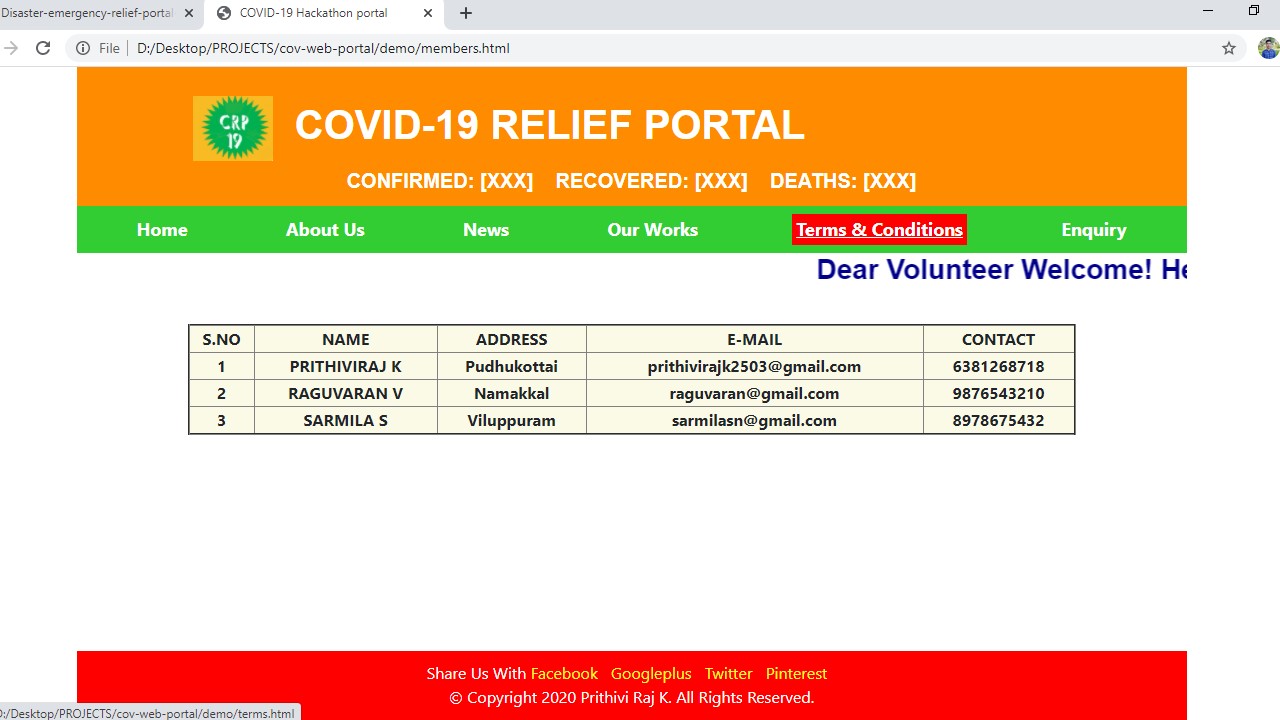 Disaster-emergency-relief-portal
COVID-19 Hackathon portal
File D:/Desktop/PROJECTS/cov-web-portal/demo/members.html
CRP
19
COVID-19 RELIEF PORTAL
CONFIRMED: [XXX] RECOVERED: [XXX] DEATHS: [XXX]
Home About Us News Our Works Terms & Conditions Enquiry
Dear Volunteer Welcome! He
S.NO NAME ADDRESS E-MAIL CONTACT
1 PRITHIVIRAJ K Pudhukottai prithivirajk2503@gmail.com 6381268718
2 RAGUVARAN V Namakkal raguvaran@gmail.com 9876543210
3 SARMILA S Viluppuram sarmilasn@gmail.com 8978675432
Share Us With Facebook Googleplus Twitter Pinterest
© Copyright 2020 Prithivi Raj K. All Rights Reserved.
D:/Desktop/PROJECTS/cov-web-portal/demo/terms.html